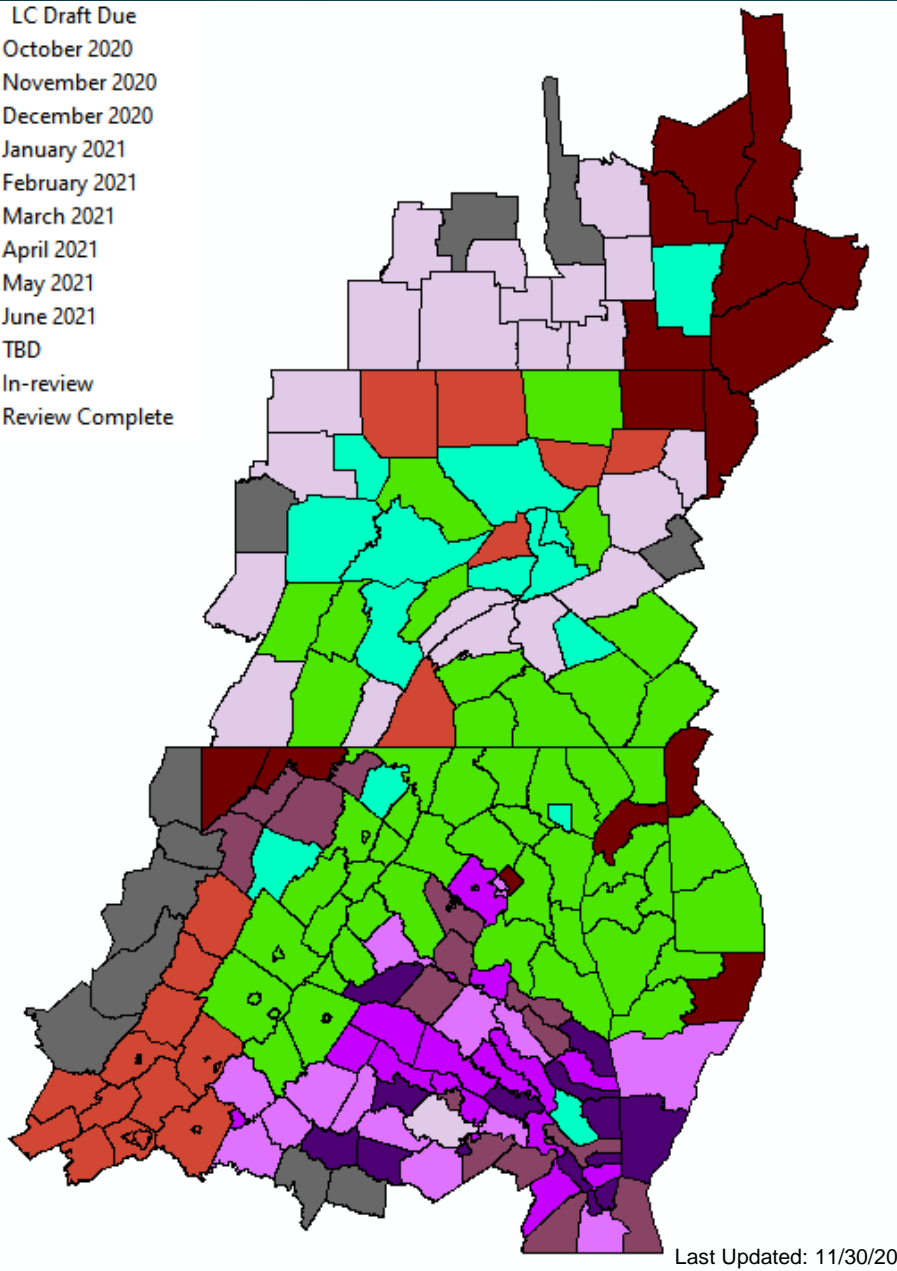 LC Draft Due
October 2020
November 2020
December 2020
January 2021
February 2021
March 2021
April 2021
May 2021
June 2021
TBD
In-review
Review Complete
Last Updated: 11/30/20